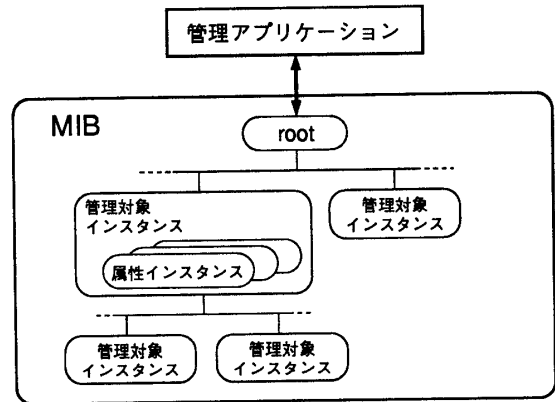 管理アプリケーション
MIB
root
管理対象
インスタンス
管理対象
インスタンス
属性インスタンス
管理対象
インスタンス
管理対象
インスタンス